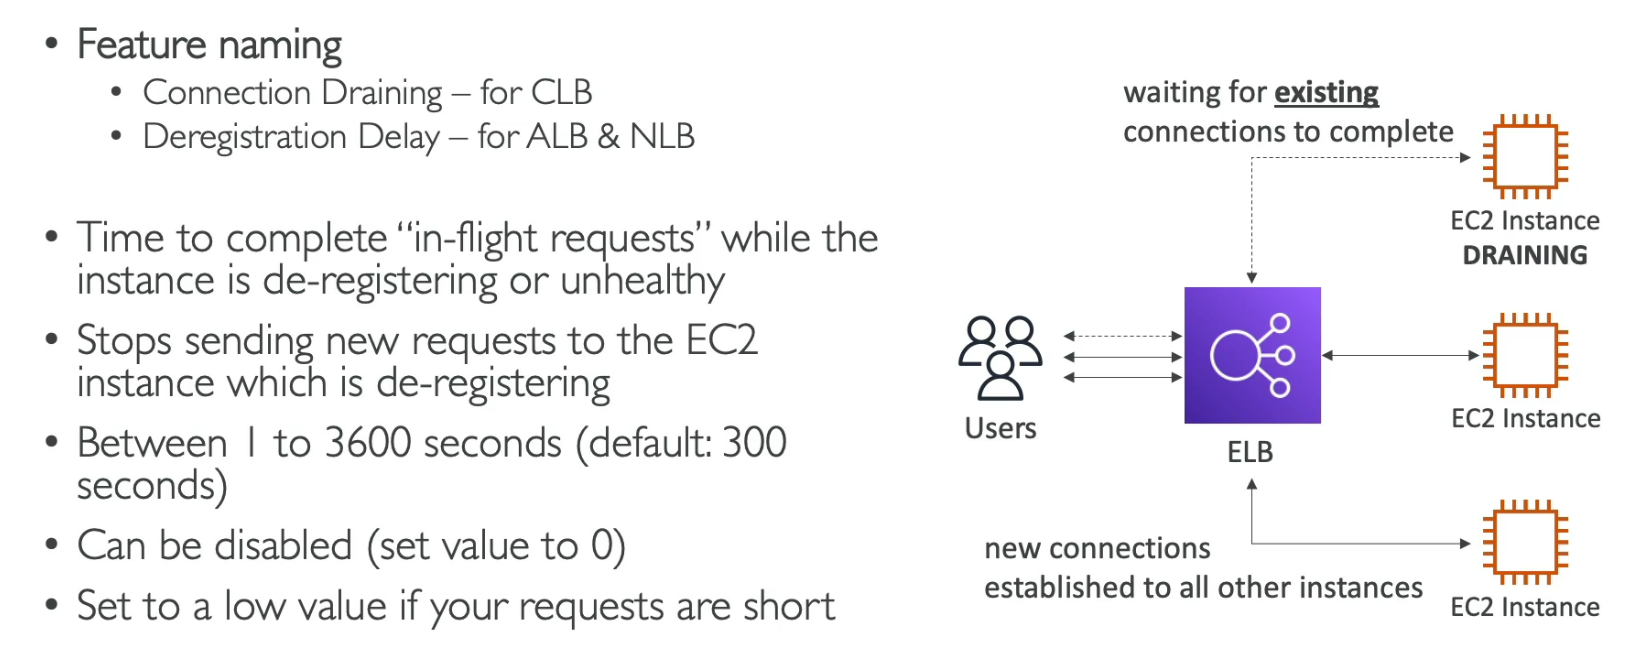 • Feature naming
• Connection Draining – for CLB
• Deregistration Delay – for ALB & NLB
• Time to complete “in-flight requests” while the
instance is de-registering or unhealthy
• Stops sending new requests to the EC2
instance which is de-registering
• Between 1 to 3600 seconds (default: 300
seconds)
• Can be disabled (set value to 0)
• Set to a low value if your requests are short
waiting for existing
connections to complete
EC2 Instance
DRAINING
Users
ELB
EC2 Instance
new connections
established to all other instances
EC2 Instance